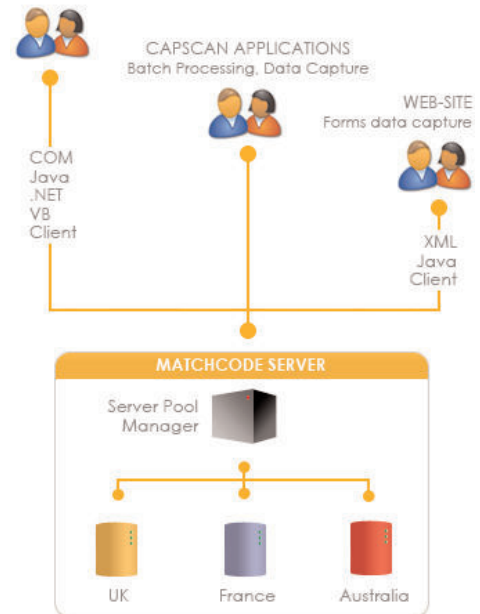 CAPSCAN APPLICATIONS
Batch Processing, Data Capture
WEB-SITE
Forms data capture
COM
Java
.NET
VB
Client
XML
Java
Client
MATCHCODE SERVER
Server Pool
Manager
UK
France
Australia